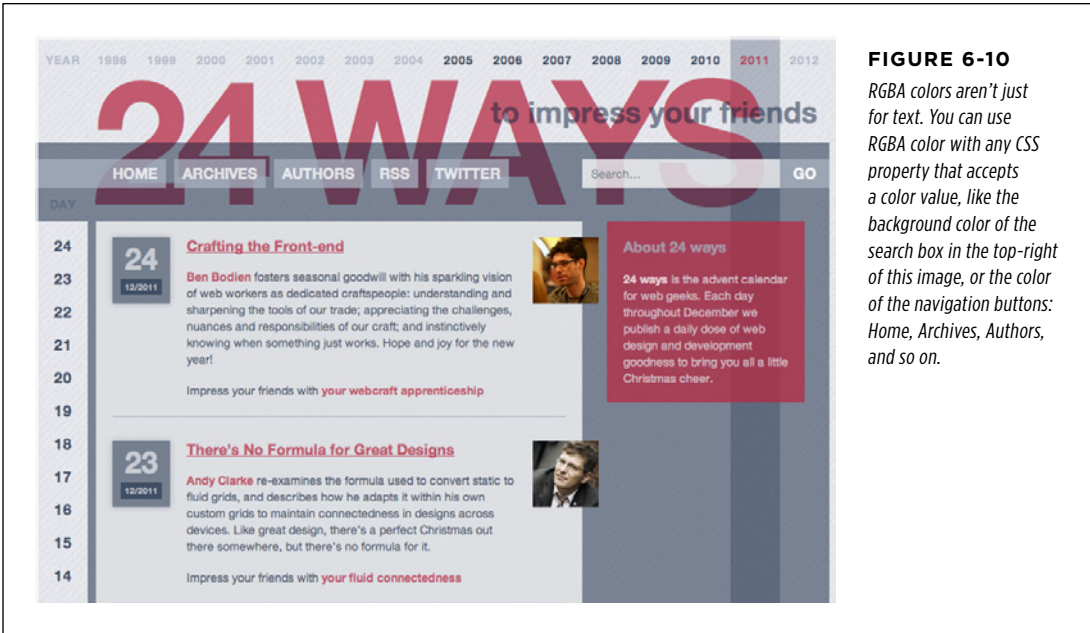 YEAR 1998 1999 2000 2001 2002 2003 2004 2005 2006 2007 2008 2009 2010 2011 2012
24 WAYS
to impress your friends
HOME ARCHIVES AUTHORS RSS TWITTER
Search... GO
DAY
24
23
22
21
20
19
18
17
16
15
14
24
12/2011
Crafting the Front-end
Ben Bodien fosters seasonal goodwill with his sparkling vision
of web workers as dedicated craftspeople: understanding and
sharpening the tools of our trade; appreciating the challenges,
nuances and responsibilities of our craft; and instinctively
knowing when something just works. Hope and joy for the new
year!
Impress your friends with your webcraft apprenticeship
23
12/2011
There's No Formula for Great Designs
Andy Clarke re-examines the formula used to convert static to
fluid grids, and describes how he adapts it within his own
custom grids to maintain connectedness in designs across
devices. Like great design, there's a perfect Christmas out
there somewhere, but there's no formula for it.
Impress your friends with your fluid connectedness
About 24 ways
24 ways is the advent calendar
for web geeks. Each day
throughout December we
publish a daily dose of web
design and development
goodness to bring you all a little
Christmas cheer.
FIGURE 6-10
RGBA colors aren't just
for text. You can use
RGBA color with any CSS
property that accepts
a color value, like the
background color of the
search box in the top-right
of this image, or the color
of the navigation buttons:
Home, Archives, Authors,
and so on.